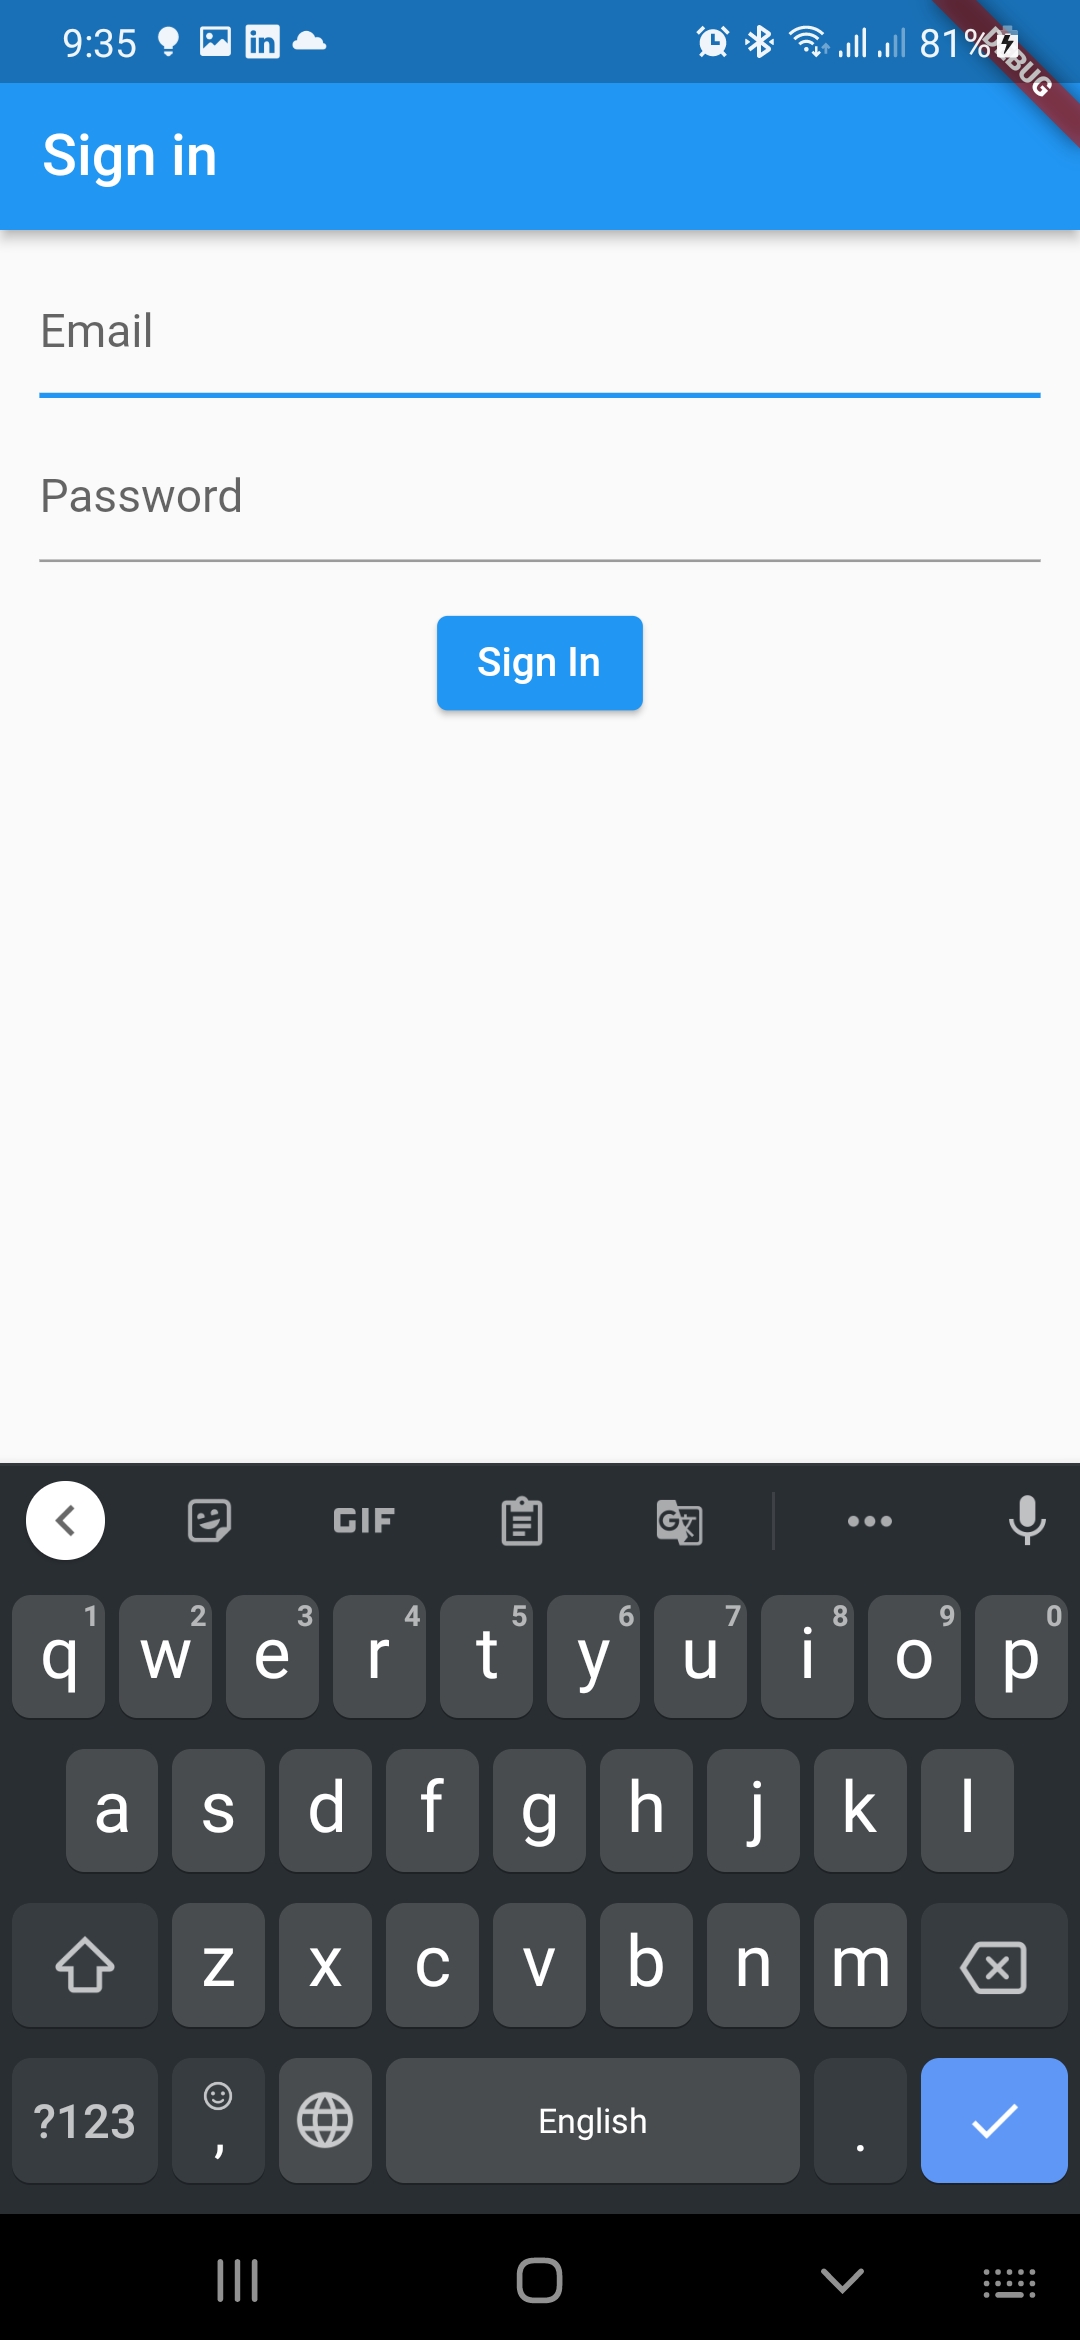 9:35 in 81%
DEBUG
Sign in
Email
Password
Sign In
GIF
1 2 3 4 5 6 7 8 9 0
q w e r t y u i o p
a s d f g h j k l
z x c v b n m
?123 , English .